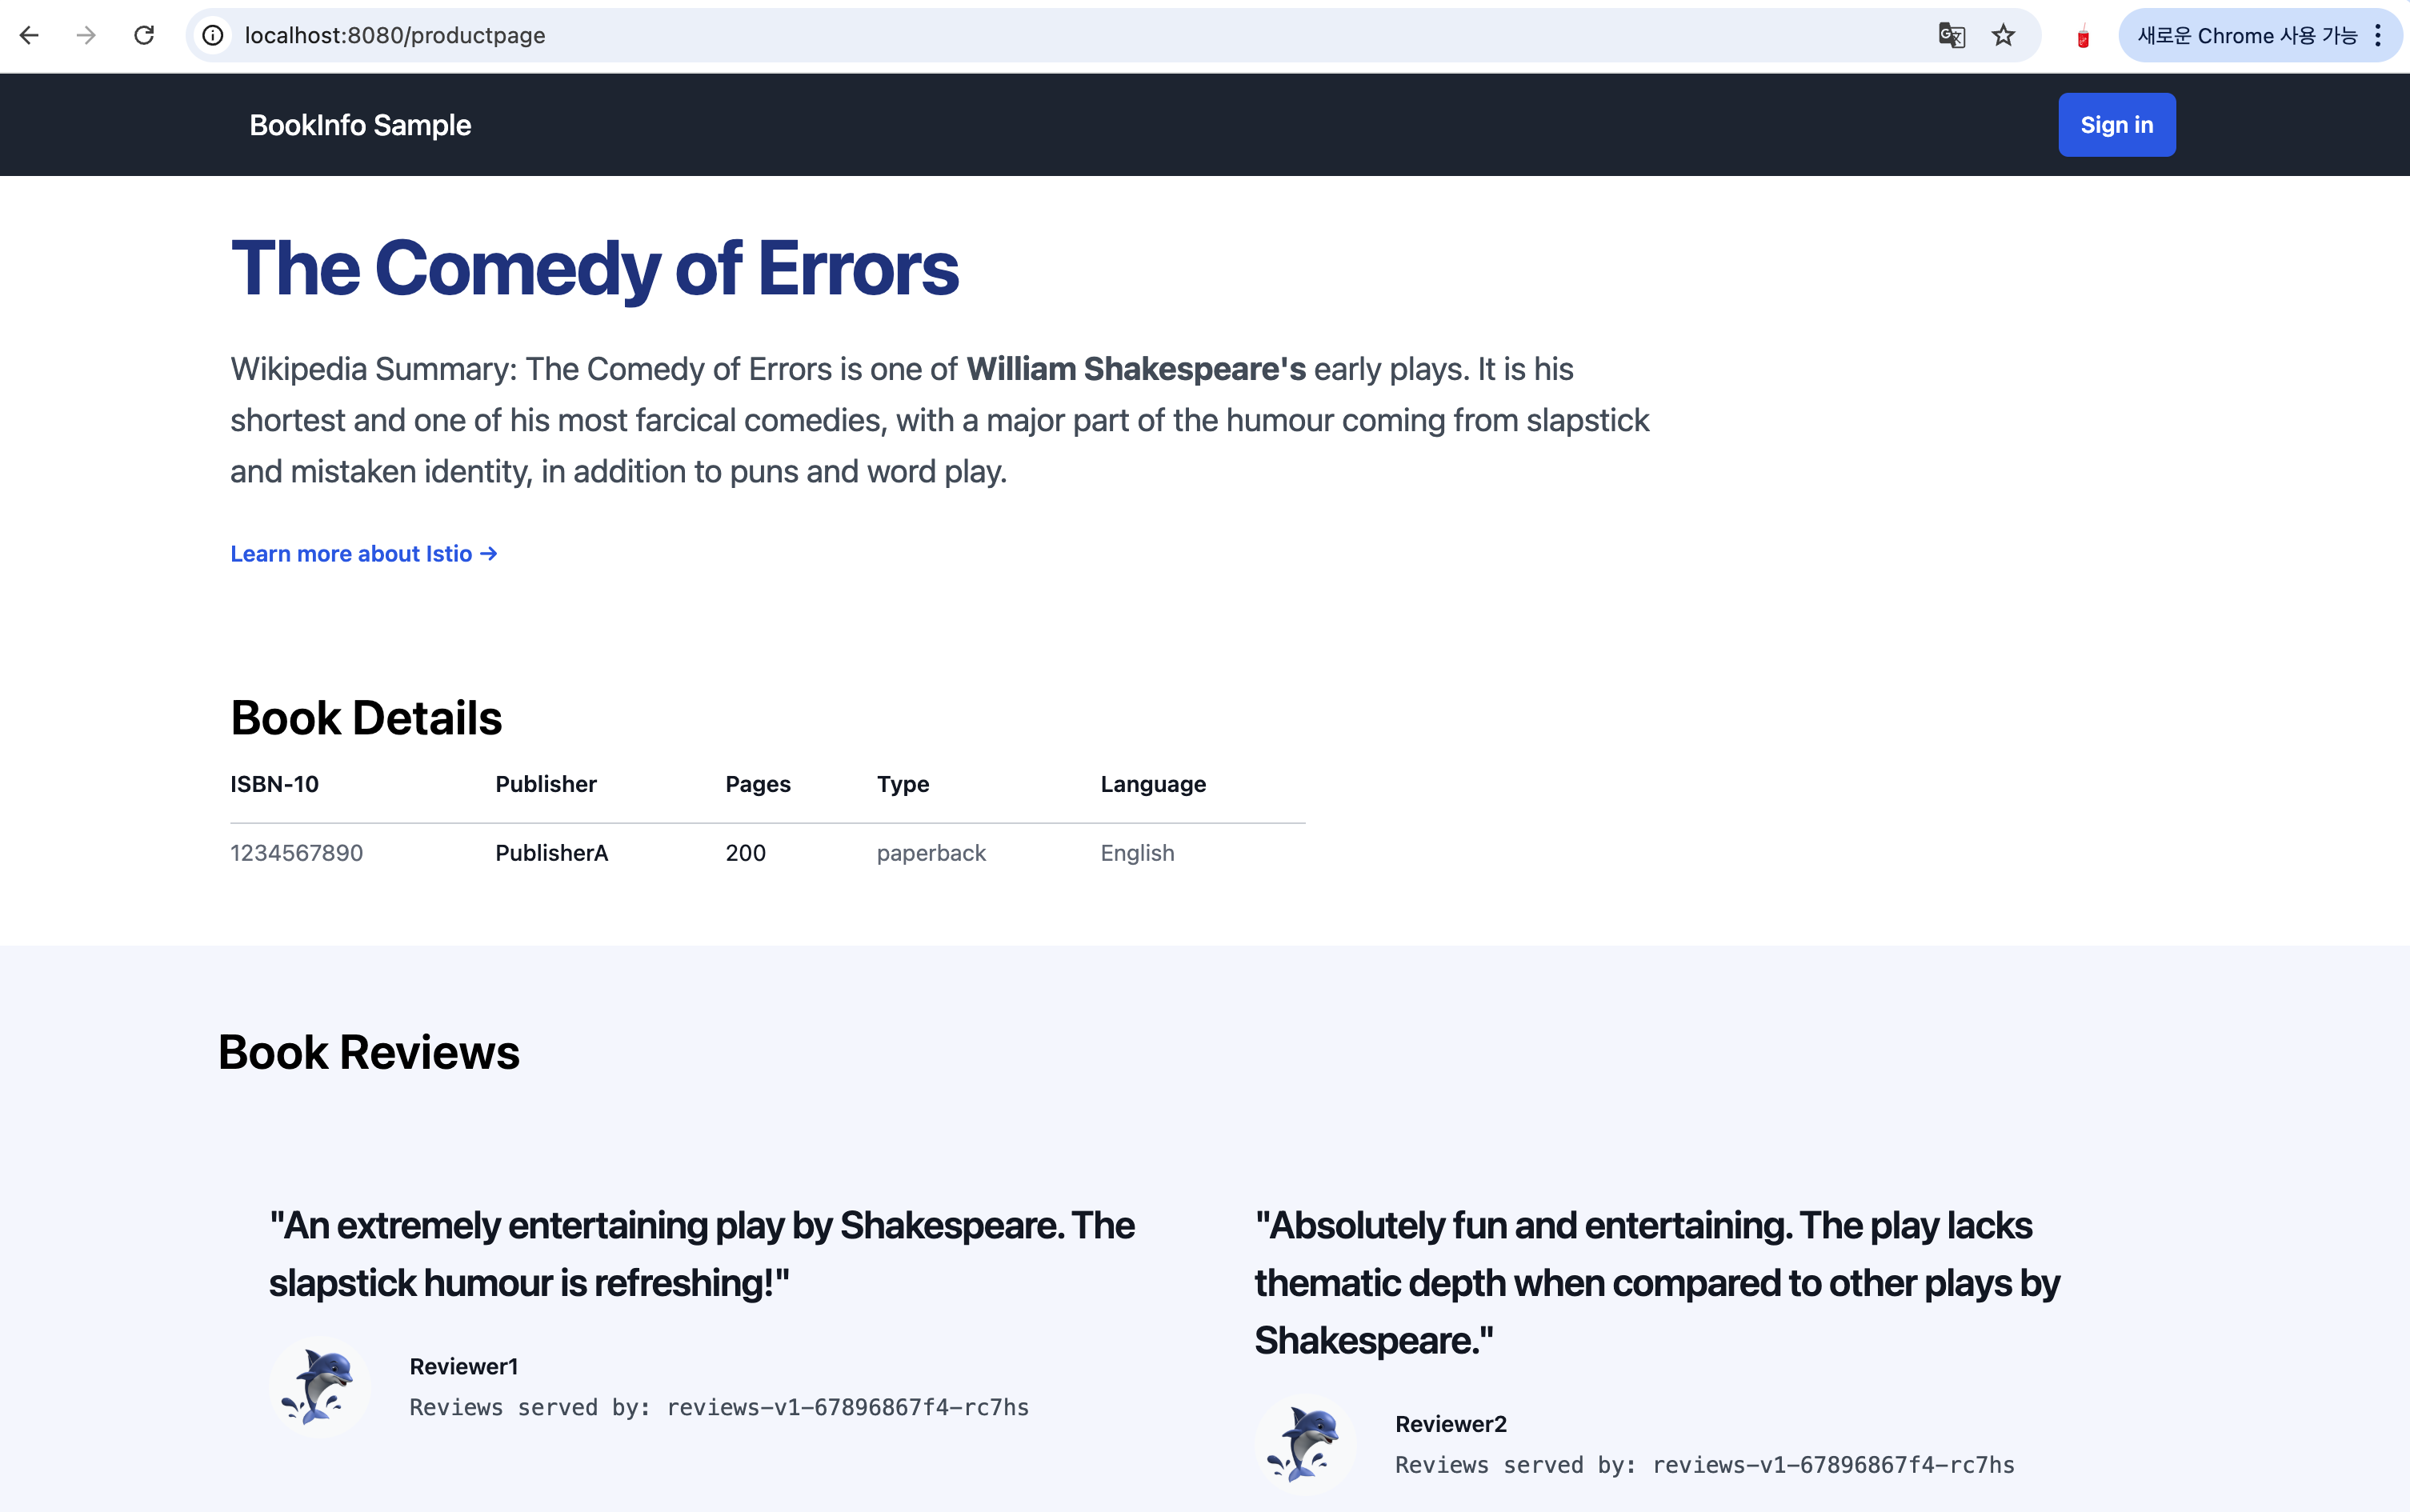 localhost:8080/productpage
새로운 Chrome 사용 가능
BookInfo Sample
Sign in
The Comedy of Errors
Wikipedia Summary: The Comedy of Errors is one of William Shakespeare's early plays. It is his
shortest and one of his most farcical comedies, with a major part of the humour coming from slapstick
and mistaken identity, in addition to puns and word play.
Learn more about Istio →
Book Details
ISBN-10 Publisher Pages Type Language
1234567890 PublisherA 200 paperback English
Book Reviews
"An extremely entertaining play by Shakespeare. The
slapstick humour is refreshing!"
Reviewer1
Reviews served by: reviews-v1-67896867f4-rc7hs
"Absolutely fun and entertaining. The play lacks
thematic depth when compared to other plays by
Shakespeare."
Reviewer2
Reviews served by: reviews-v1-67896867f4-rc7hs